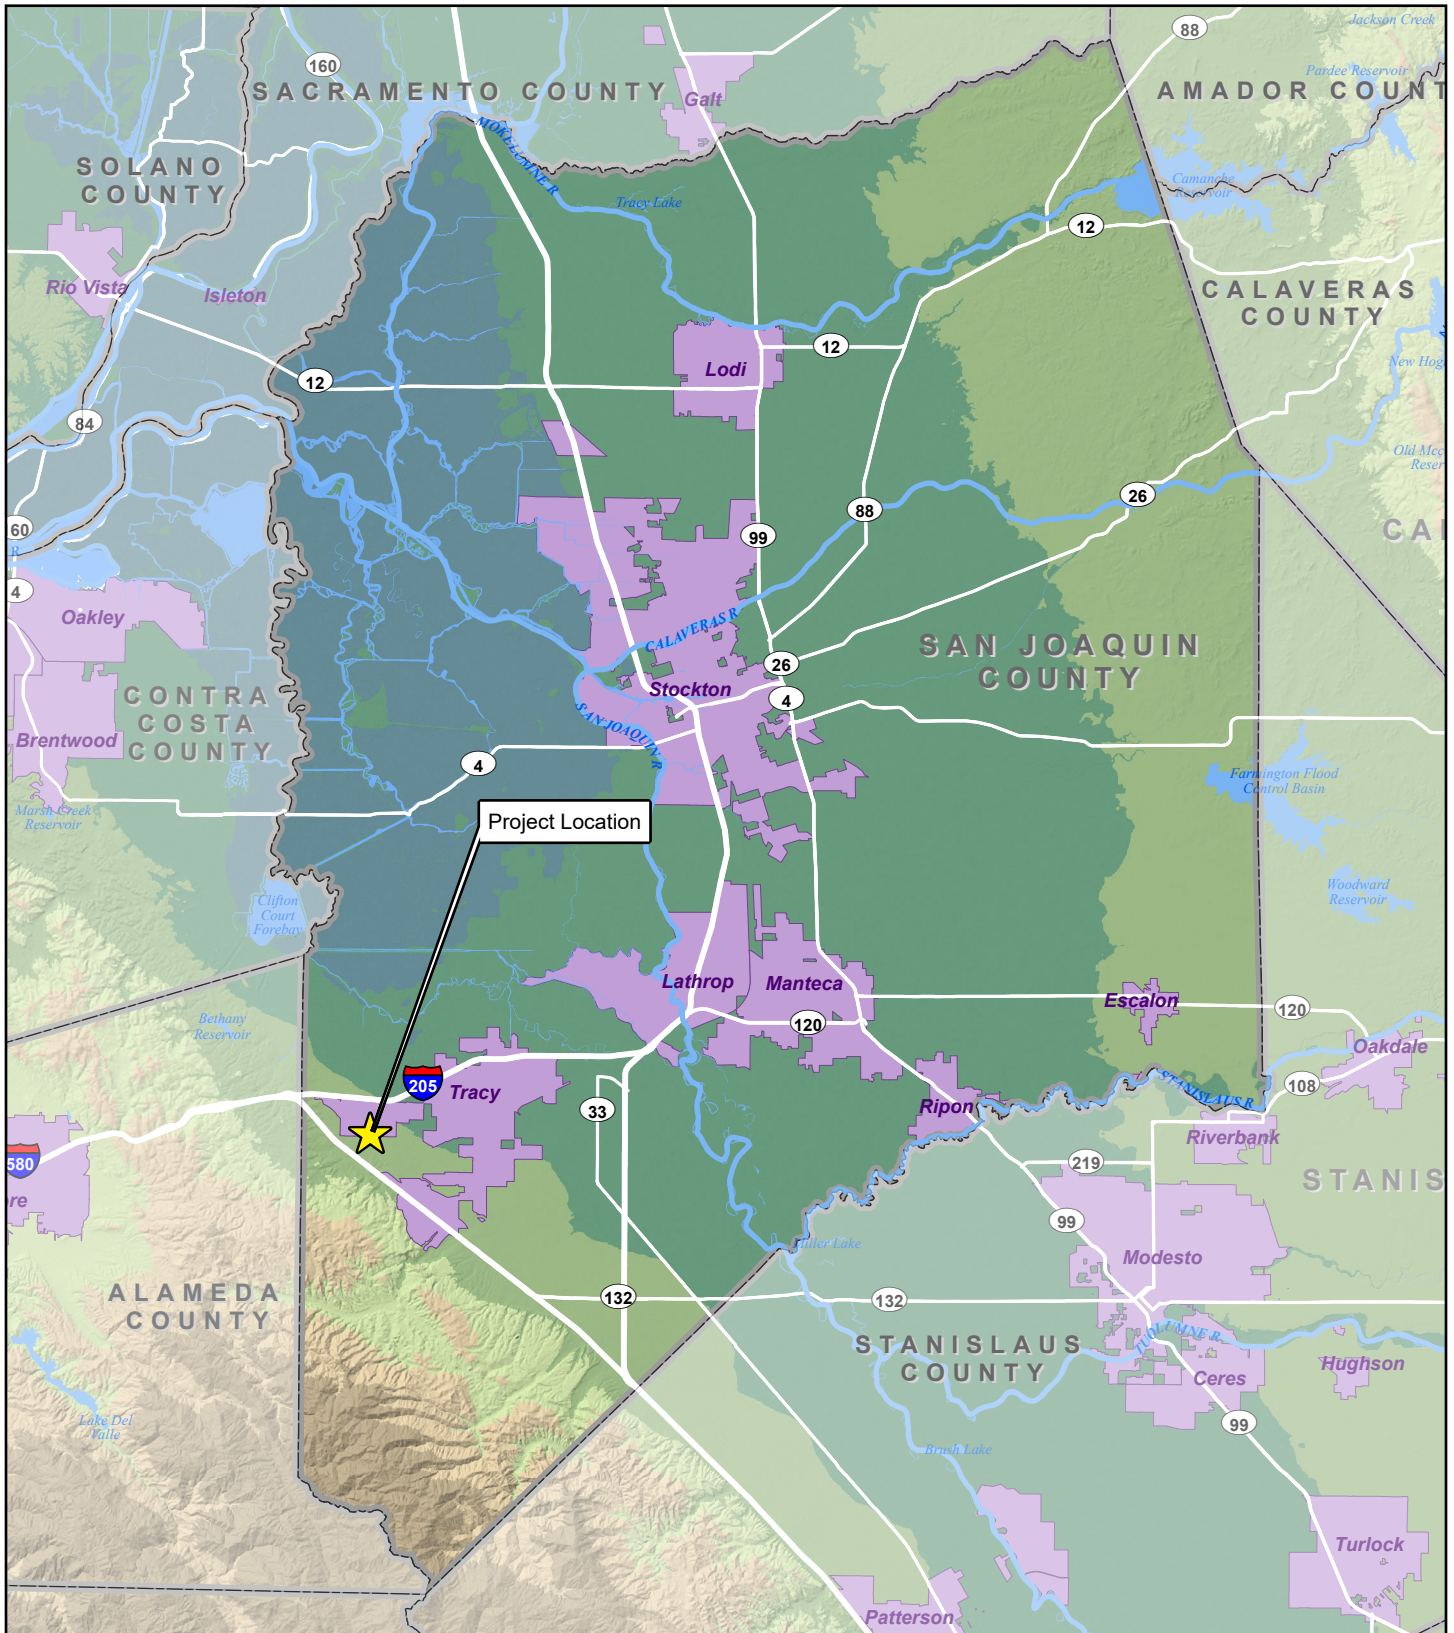 Jackson Creek
88
160
Pardee Reservoir
SACRAMENTO COUNTY
AMADOR COUNT
Galt
MOKELUMNE R
SOLANO
COUNTY
Camanche
Reservoir
Tracy Lake
12
Rio Vista
Isleton
CALAVERAS
COUNTY
12
Lodi
New Hog
12
84
Old Mcc
Reser
26
88
60
99
CAL
R
4
Oakley
CALAVERAS R
SAN JOAQUIN
COUNTY
26
Stockton
4
CONTRA
COSTA
COUNTY
SAN JOAQUIN R
Brentwood
4
Farmington Flood
Control Basin
Marsh Creek
Reservoir
Project Location
Woodward
Reservoir
Clifton
Court
Forebay
Lathrop
Manteca
Escalon
120
120
Bethany
Reservoir
Oakdale
205
Tracy
108
STANISLAUS R
33
Ripon
Riverbank
580
219
STANIS
re
99
Miller Lake
Modesto
ALAMEDA
COUNTY
132
132
TUOLUMNE R
STANISLAUS
COUNTY
Hughson
Ceres
Lake Del
Valle
99
Brush Lake
Turlock
Patterson